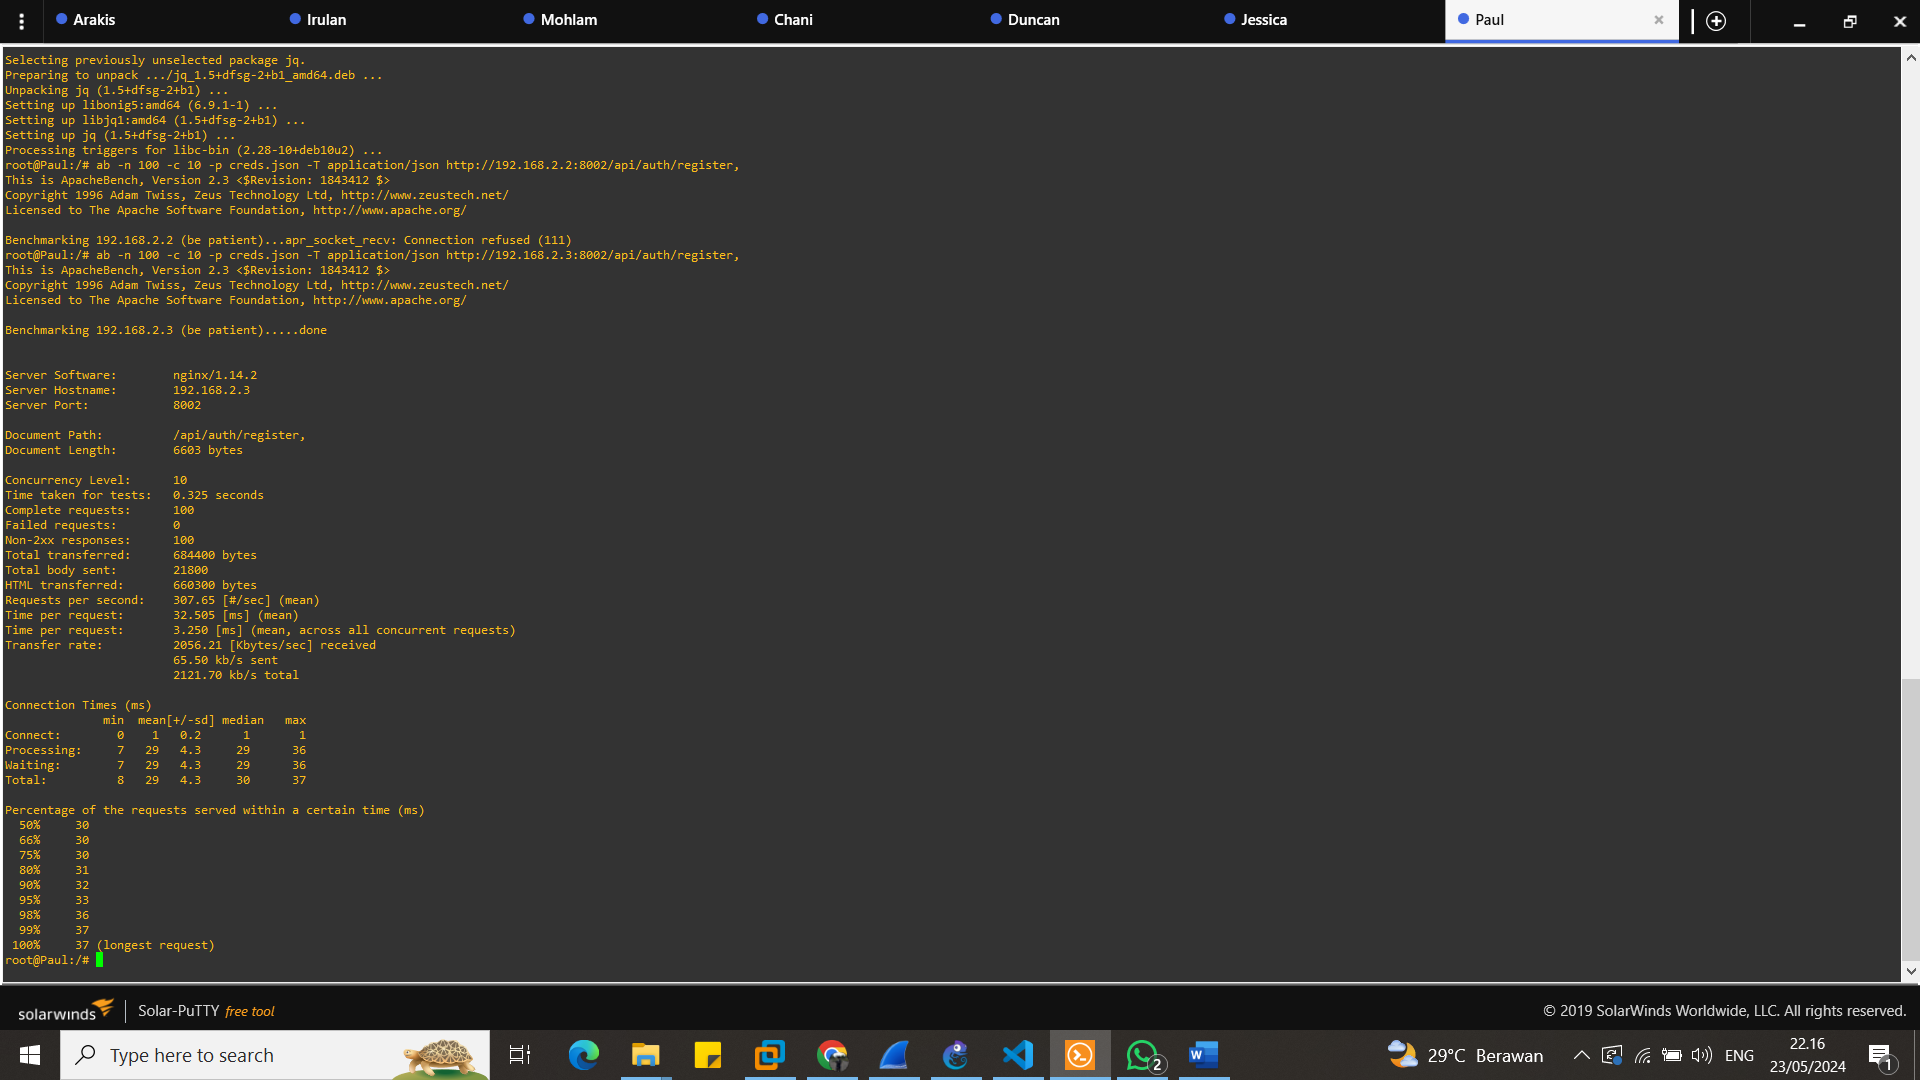 Arakis
Irulan
Mohlam
Chani
Duncan
Jessica
Paul
Selecting previously unselected package jq.
Preparing to unpack .../jq_1.5+dfsg-2+b1_amd64.deb ...
Unpacking jq (1.5+dfsg-2+b1) ...
Setting up libonig5:amd64 (6.9.1-1) ...
Setting up libjq1:amd64 (1.5+dfsg-2+b1) ...
Setting up jq (1.5+dfsg-2+b1) ...
Processing triggers for libc-bin (2.28-10+deb10u2) ...
root@Paul:/# ab -n 100 -c 10 -p creds.json -T application/json http://192.168.2.2:8002/api/auth/register,
This is ApacheBench, Version 2.3 <$Revision: 1843412 $>
Copyright 1996 Adam Twiss, Zeus Technology Ltd, http://www.zeustech.net/
Licensed to The Apache Software Foundation, http://www.apache.org/
Benchmarking 192.168.2.2 (be patient)...apr_socket_recv: Connection refused (111)
root@Paul:/# ab -n 100 -c 10 -p creds.json -T application/json http://192.168.2.3:8002/api/auth/register,
This is ApacheBench, Version 2.3 <$Revision: 1843412 $>
Copyright 1996 Adam Twiss, Zeus Technology Ltd, http://www.zeustech.net/
Licensed to The Apache Software Foundation, http://www.apache.org/
Benchmarking 192.168.2.3 (be patient).....done
Server Software: nginx/1.14.2
Server Hostname: 192.168.2.3
Server Port: 8002
Document Path: /api/auth/register,
Document Length: 6603 bytes
Concurrency Level: 10
Time taken for tests: 0.325 seconds
Complete requests: 100
Failed requests: 0
Non-2xx responses: 100
Total transferred: 684400 bytes
Total body sent: 21800
HTML transferred: 660300 bytes
Requests per second: 307.65 [#/sec] (mean)
Time per request: 32.505 [ms] (mean)
Time per request: 3.250 [ms] (mean, across all concurrent requests)
Transfer rate: 2056.21 [Kbytes/sec] received
65.50 kb/s sent
2121.70 kb/s total
Connection Times (ms)
min mean[+/-sd] median max
Connect: 0 1 0.2 1 1
Processing: 7 29 4.3 29 36
Waiting: 7 29 4.3 29 36
Total: 8 29 4.3 30 37
Percentage of the requests served within a certain time (ms)
50% 30
66% 30
75% 30
80% 31
90% 32
95% 33
98% 36
99% 37
100% 37 (longest request)
root@Paul:/#
solarwinds
Solar-PuTTY free tool
© 2019 SolarWinds Worldwide, LLC. All rights reserved.
Type here to search
2
29°C Berawan
ENG
22.16
23/05/2024
1